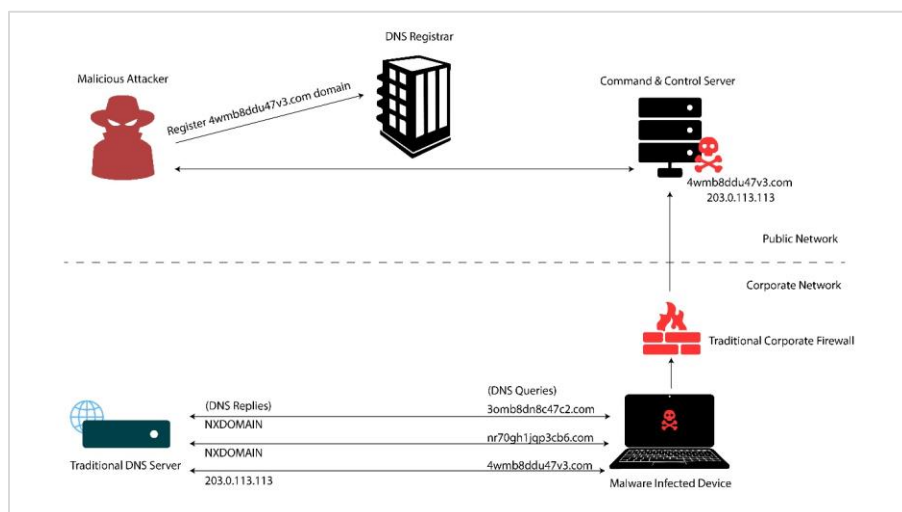 DNS Registrar
Malicious Attacker
Command & Control Server
Register 4wmb8ddu47v3.com domain
4wmb8ddu47v3.com
203.0.113.113
Public Network
Corporate Network
Traditional Corporate Firewall
(DNS Replies)
(DNS Queries)
3omb8dn8c47c2.com
NXDOMAIN
nr70gh1jqp3cb6.com
NXDOMAIN
4wmb8ddu47v3.com
Traditional DNS Server
203.0.113.113
Malware Infected Device